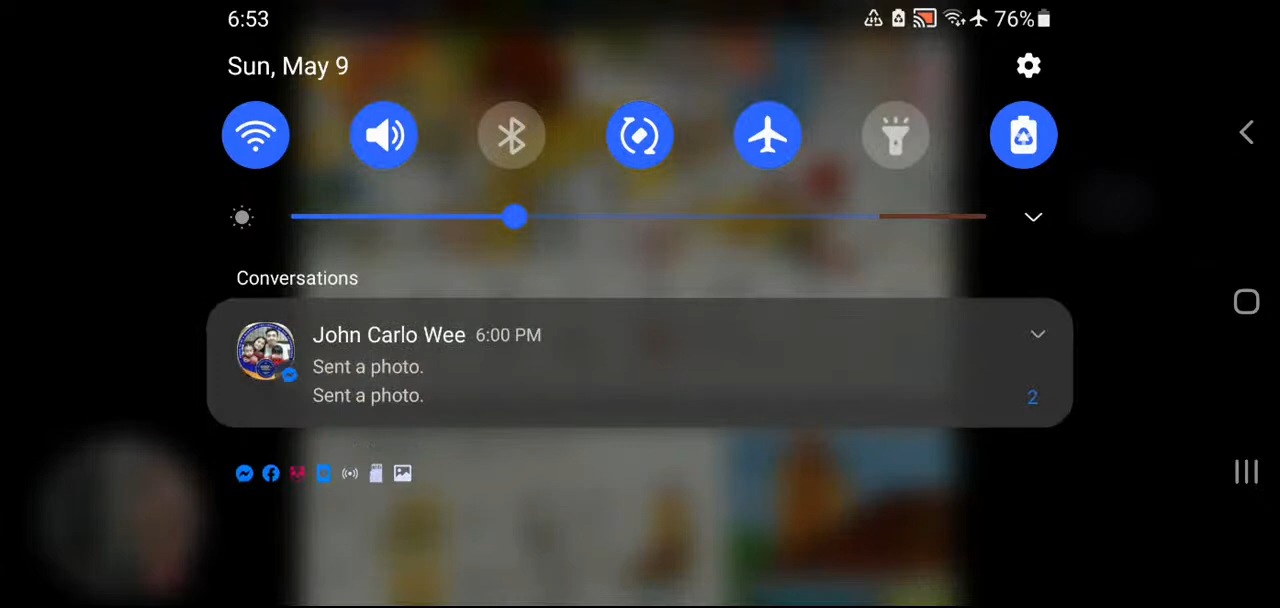 6:53
76%
Sun, May 9
Conversations
John Carlo Wee 6:00 PM
Sent a photo.
Sent a photo.
2